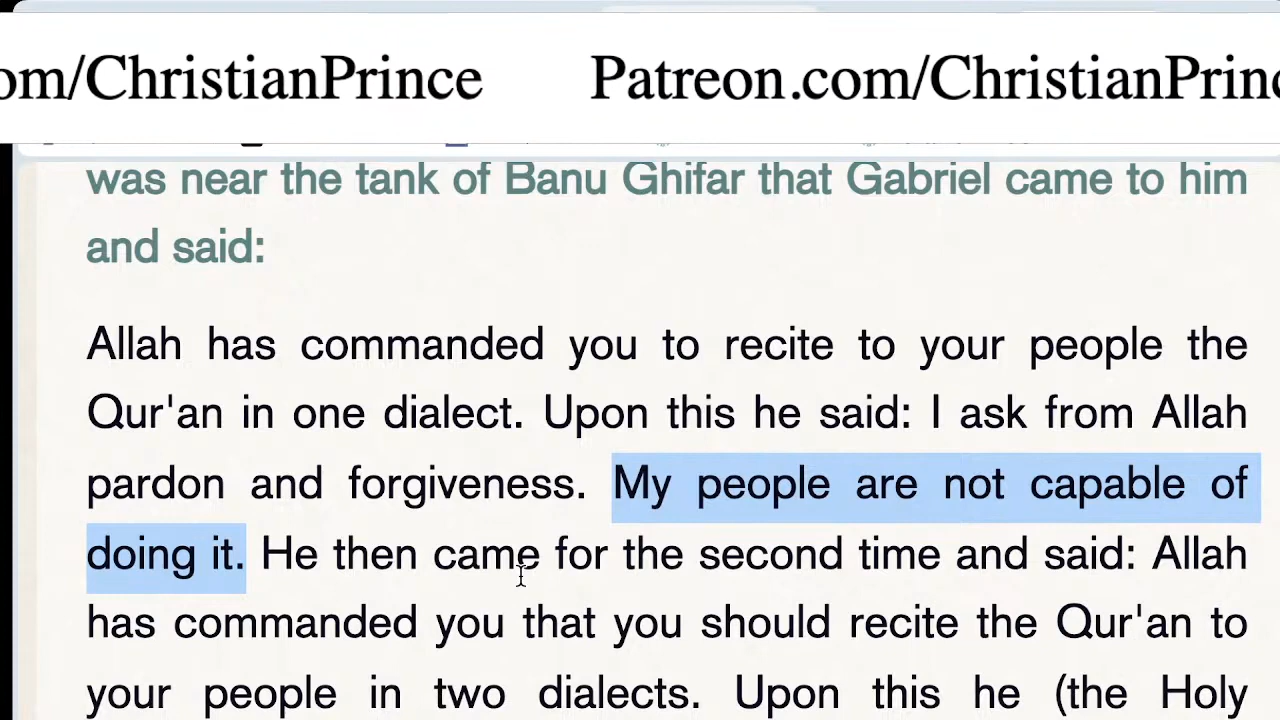 om/ChristianPrince Patreon.com/ChristianPrinc
was near the tank of Banu Ghifar that Gabriel came to him
and said:
Allah has commanded you to recite to your people the
Qur'an in one dialect. Upon this he said: I ask from Allah
pardon and forgiveness. My people are not capable of
doing it. He then came for the second time and said: Allah
has commanded you that you should recite the Qur'an to
your people in two dialects. Upon this he (the Holy